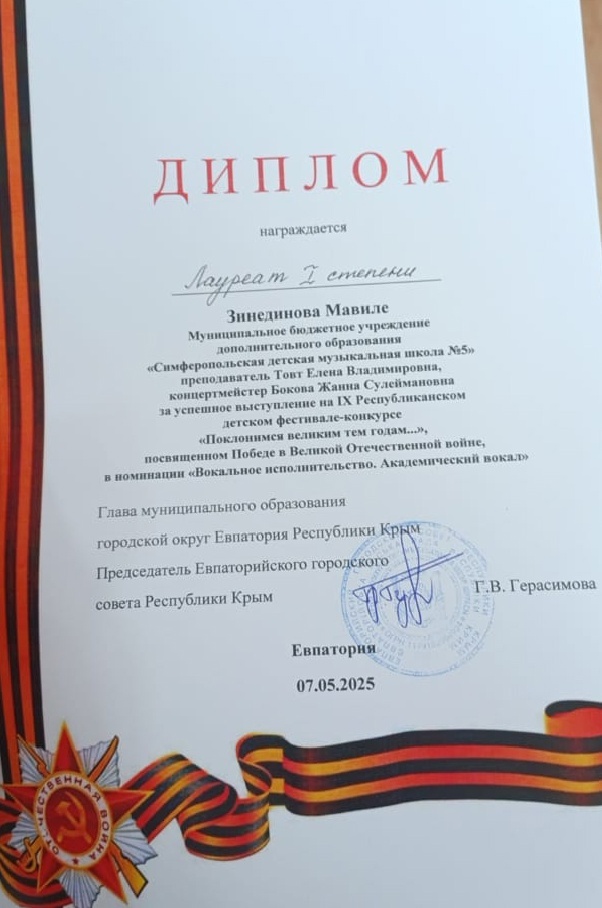 ДИПЛОМ
награждается
Лауреат I степени
Зинединова Мавиле
Муниципальное бюджетное учреждение
дополнительного образования
«Симферопольская детская музыкальная школа №5»
преподаватель Товт Елена Владимировна,
концертмейстер Бокова Жанна Сулеймановна
за успешное выступление на IX Республиканском
детском фестивале-конкурсе
«Поклонимся великим тем годам...»,
посвященном Победе в Великой Отечественной войне,
в номинации «Вокальное исполнительство. Академический вокал»
Глава муниципального образования
городской округ Евпатория Республики Крым
Председатель Евпаторийского городского
совета Республики Крым
Г.В. Герасимова
Евпатория
07.05.2025
ОТЕЧЕСТВЕННАЯ ВОЙНА